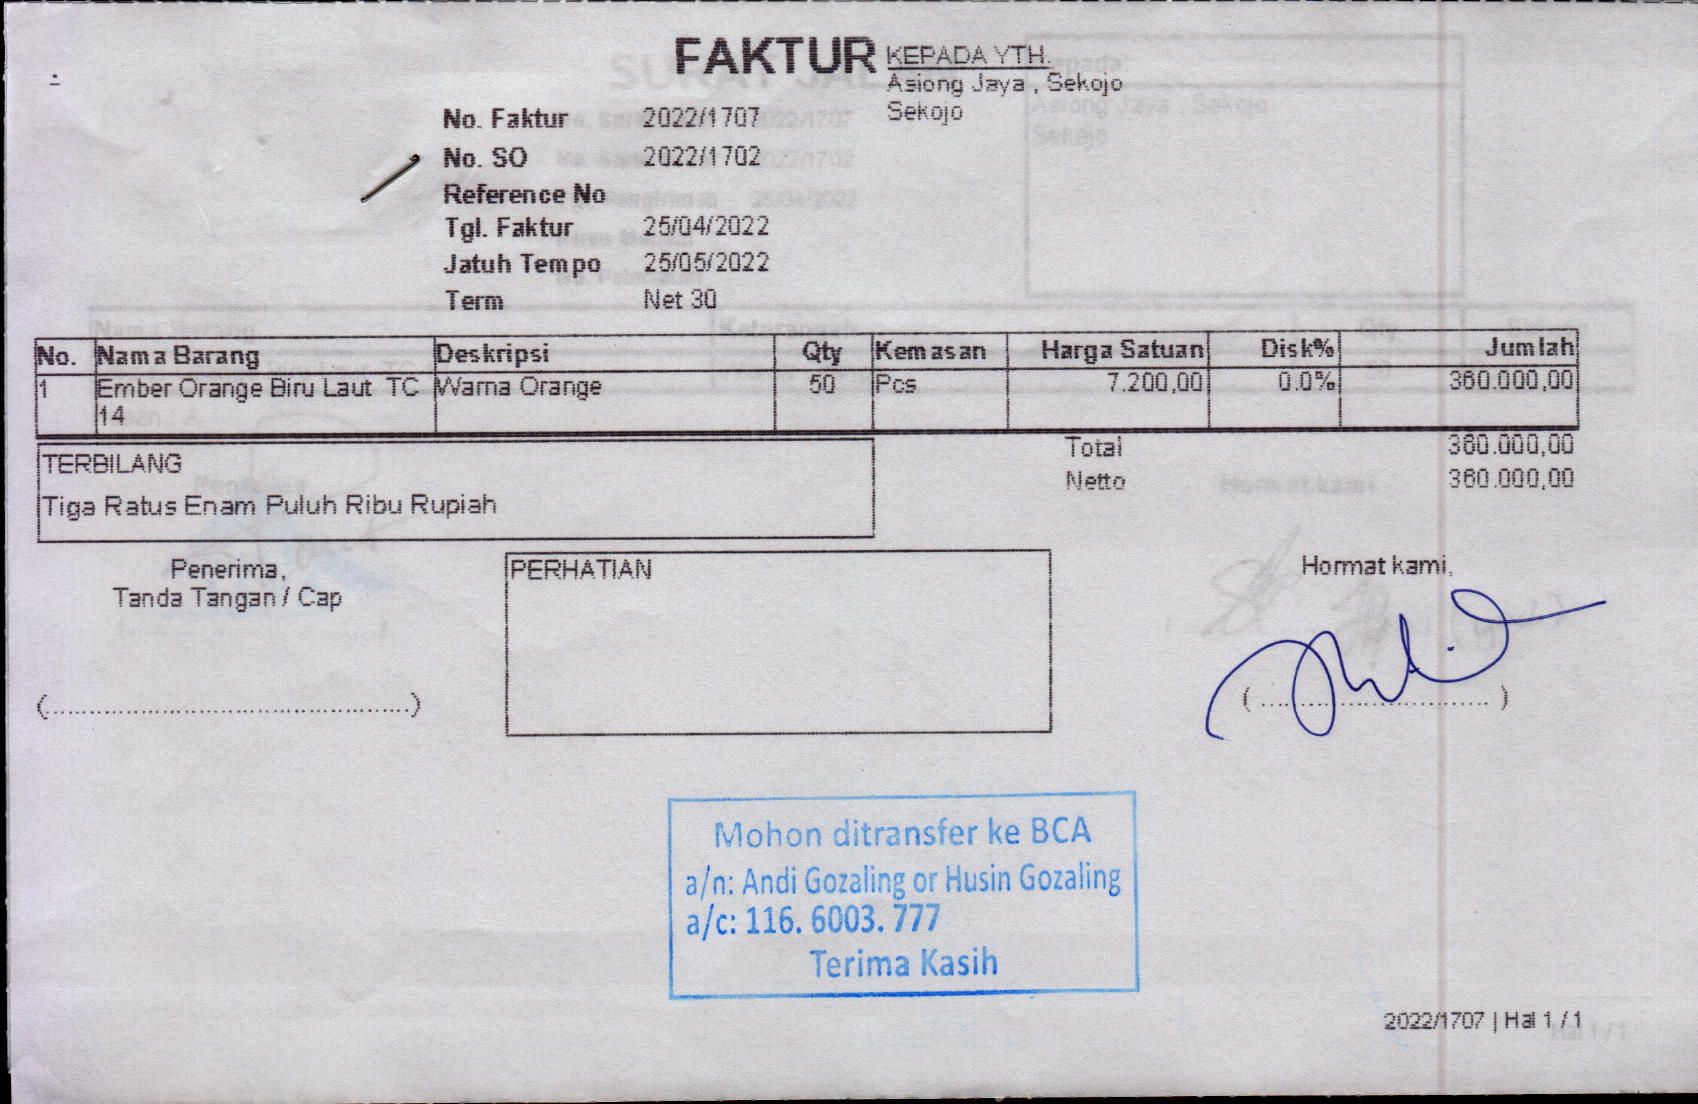 FAKTUR
KEPADA YTH.
Asiong Jaya , Sekojo
Sekojo
No. Faktur 2022/1707
No. SO 2022/1702
Reference No
Tgl. Faktur 25/04/2022
Jatuh Tempo 25/05/2022
Term Net 30
No. Nama Barang Deskripsi Qty Kemasan Harga Satuan Disk% Jumlah
1 Ember Orange Biru Laut TC Warna Orange 50 Pcs 7.200,00 0.0% 360.000,00
14
Total 360.000,00
Netto 360.000,00
TERBILANG
Tiga Ratus Enam Puluh Ribu Rupiah
Penerima,
Tanda Tangan / Cap
(..........................................)
PERHATIAN
Hormat kami,
( .............................. )
Mohon ditransfer ke BCA
a/n: Andi Gozaling or Husin Gozaling
a/c: 116. 6003. 777
Terima Kasih
2022/1707 | Hal 1 / 1